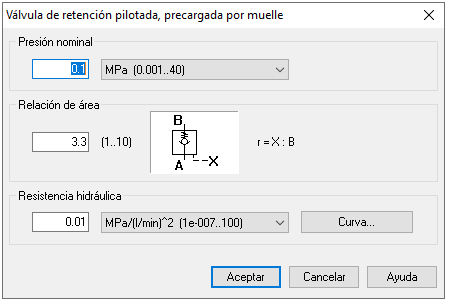 Válvula de retención pilotada, precargada por muelle
Presión nominal
0.1 MPa (0.001..40)
Relación de área
B
3.3 (1..10) r = X : B
A X
Resistencia hidráulica
0.01 MPa/(l/min)^2 (1e-007..100) Curva...
Aceptar Cancelar Ayuda